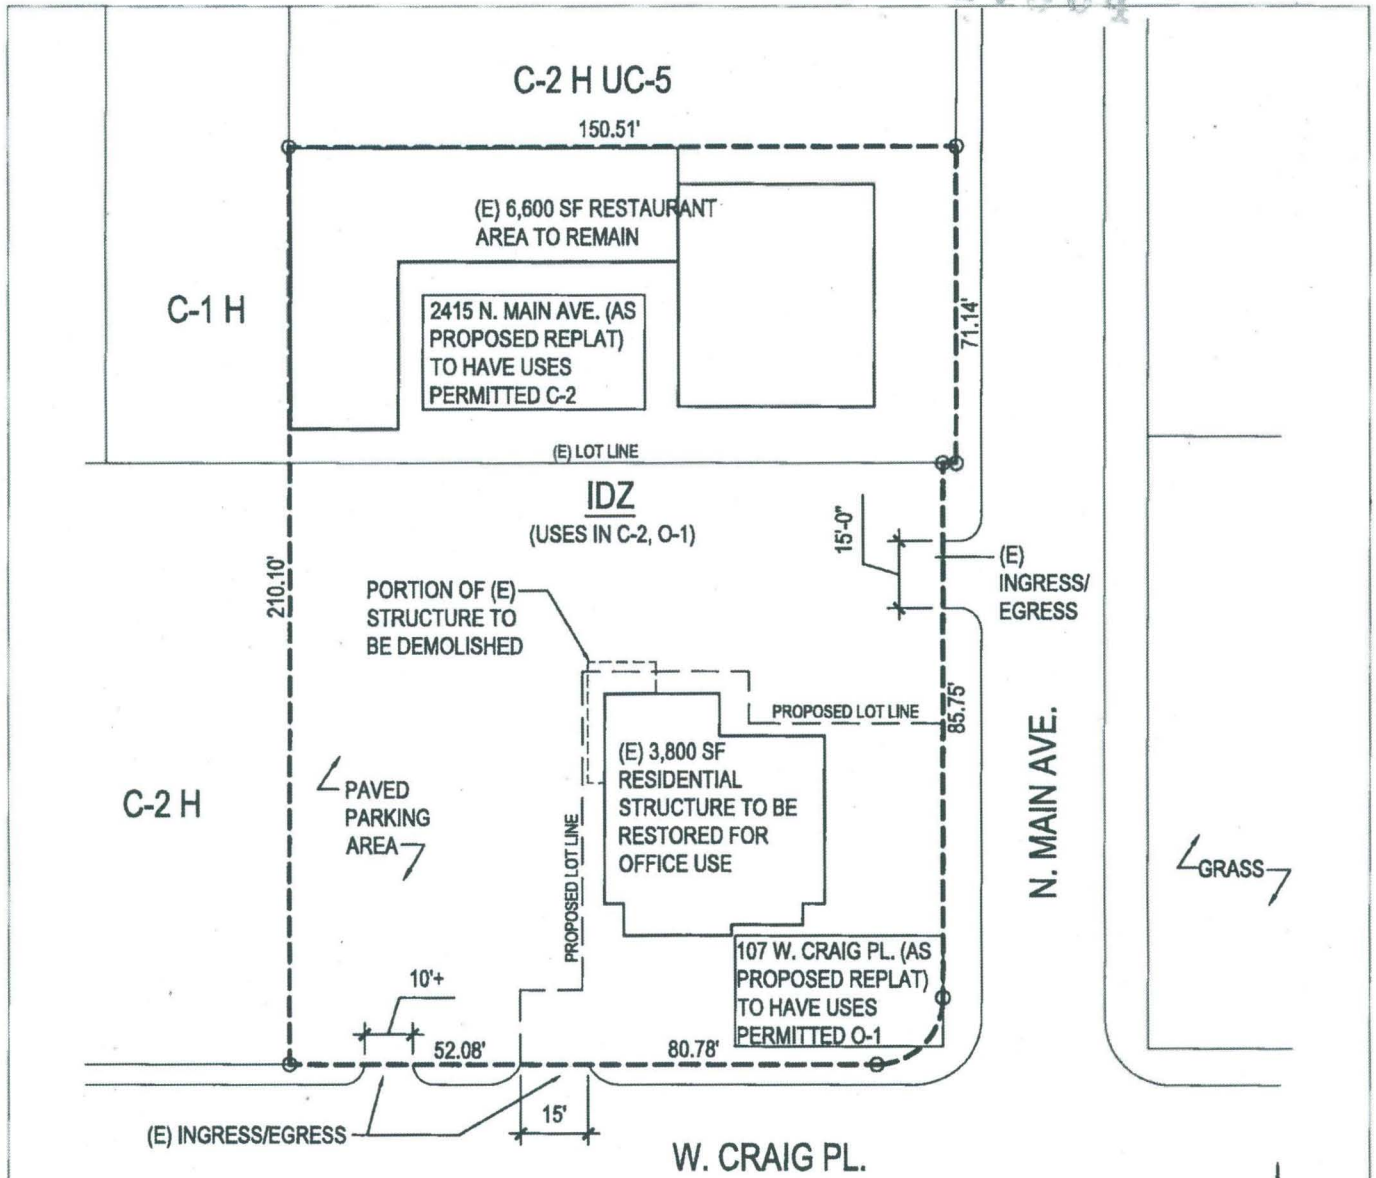 C-2 H UC-5
150.51'
(E) 6,600 SF RESTAURANT
AREA TO REMAIN
C-1 H
2415 N. MAIN AVE. (AS
PROPOSED REPLAT)
TO HAVE USES
PERMITTED C-2
71.14'
(E) LOT LINE
IDZ
(USES IN C-2, O-1)
15'-0"
(E)
INGRESS/
EGRESS
210.10'
PORTION OF (E)
STRUCTURE TO
BE DEMOLISHED
PROPOSED LOT LINE
85.75'
N. MAIN AVE.
(E) 3,800 SF
RESIDENTIAL
STRUCTURE TO BE
RESTORED FOR
OFFICE USE
C-2 H
PAVED
PARKING
AREA
PROPOSED LOT LINE
GRASS
107 W. CRAIG PL. (AS
PROPOSED REPLAT)
TO HAVE USES
PERMITTED O-1
10'+
52.08'
80.78'
15'
(E) INGRESS/EGRESS
W. CRAIG PL.